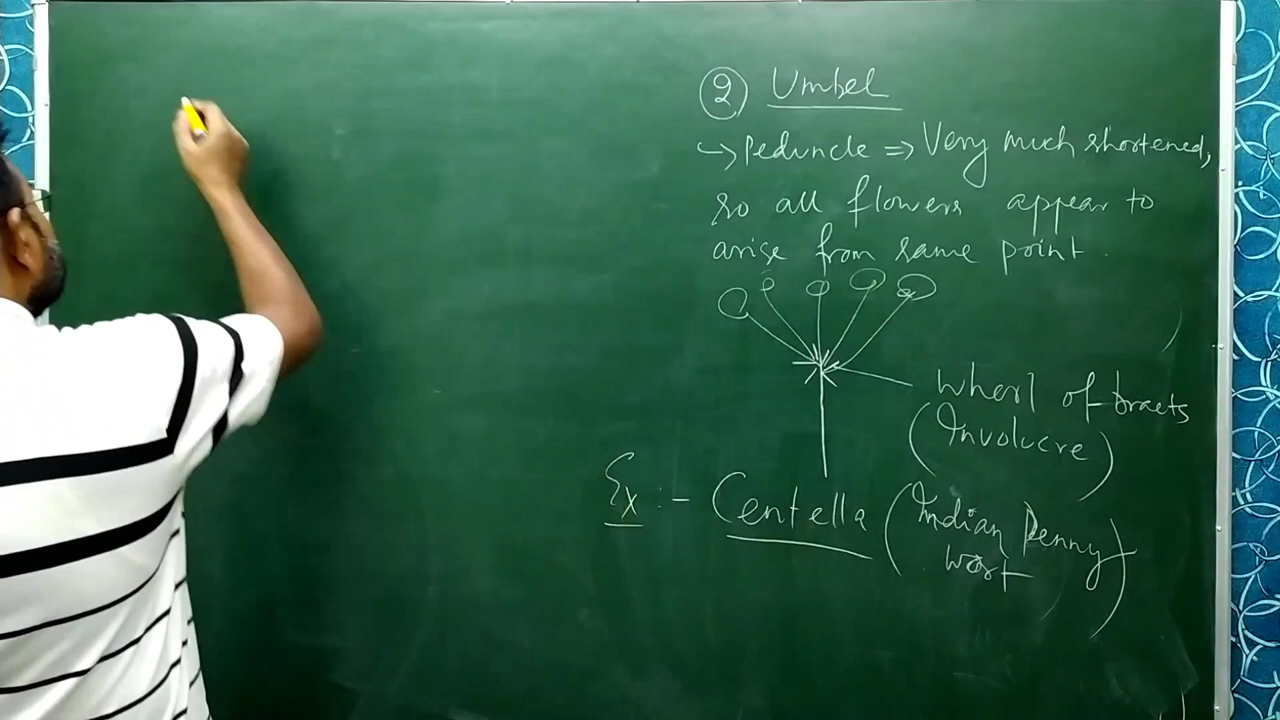 2 Umbel
↪ Peduncle ⇒ Very much shortened,
so all flowers appear to
arise from same point.
Whorl of bracts
(Involucre)
Ex :- Centella (Indian Penny
wort)